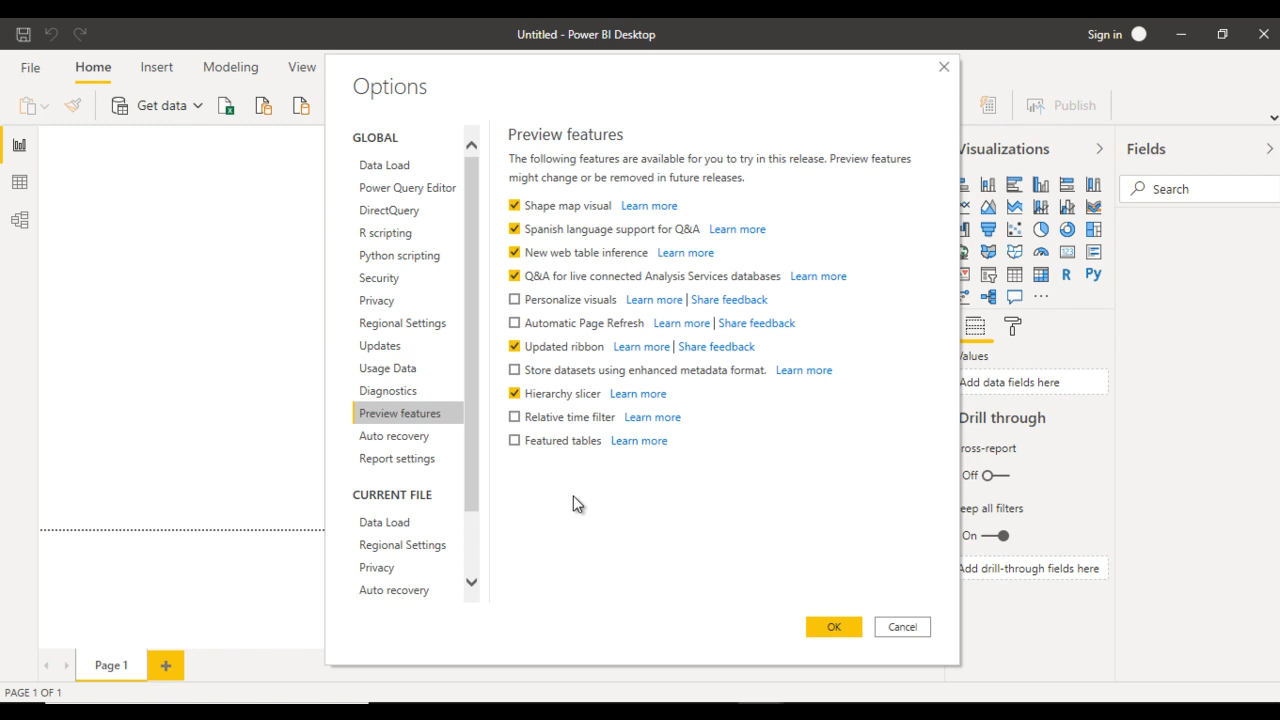 Untitled - Power BI Desktop
Sign in
File
Home
Insert
Modeling
View
Get data
Publish
Options
GLOBAL
Data Load
Power Query Editor
DirectQuery
R scripting
Python scripting
Security
Privacy
Regional Settings
Updates
Usage Data
Diagnostics
Preview features
Auto recovery
Report settings
CURRENT FILE
Data Load
Regional Settings
Privacy
Auto recovery
Preview features
The following features are available for you to try in this release. Preview features
might change or be removed in future releases.
Shape map visual Learn more
Spanish language support for Q&A Learn more
New web table inference Learn more
Q&A for live connected Analysis Services databases Learn more
Personalize visuals Learn more | Share feedback
Automatic Page Refresh Learn more | Share feedback
Updated ribbon Learn more | Share feedback
Store datasets using enhanced metadata format. Learn more
Hierarchy slicer Learn more
Relative time filter Learn more
Featured tables Learn more
OK
Cancel
Visualizations
R
Py
alues
Add data fields here
Drill through
ross-report
Off
eep all filters
On
Add drill-through fields here
Fields
Search
Page 1
PAGE 1 OF 1